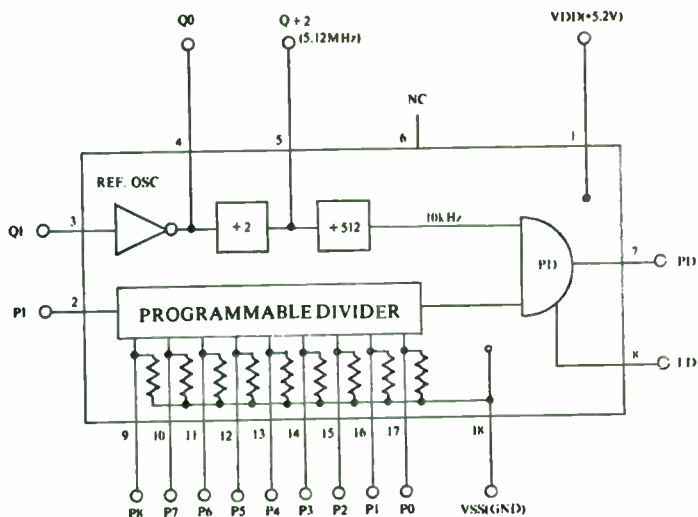 Q0
Q ÷ 2
(5.12MHz)
VDD(+5.2V)
NC
4
5
6
1
REF. OSC
÷ 2
÷ 512
10kHz
QI
3
PD
7
PD
PI
2
PROGRAMMABLE DIVIDER
8
LD
9
10
11
12
13
14
15
16
17
18
P8
P7
P6
P5
P4
P3
P2
P1
P0
VSS(GND)